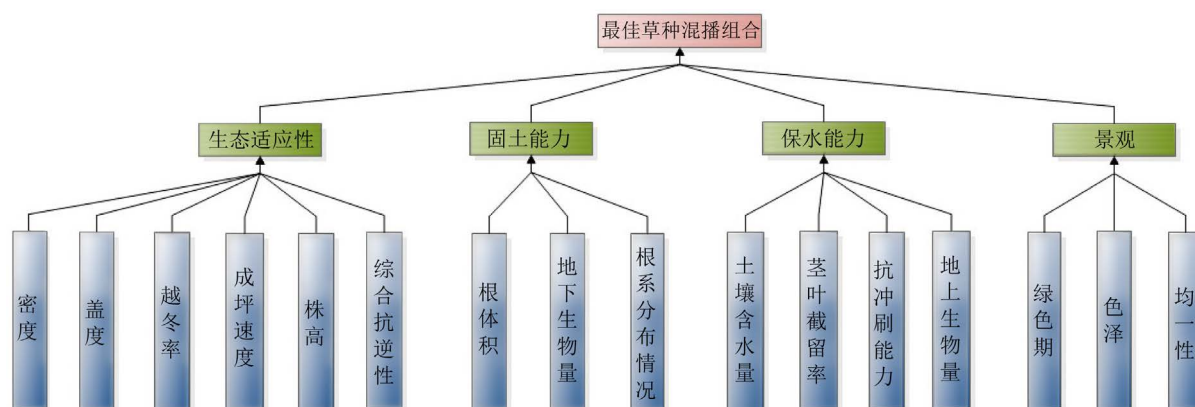 最佳草种混播组合
生态适应性
固土能力
保水能力
景观
密度
盖度
越冬率
成坪速度
株高
综合抗逆性
根体积
地下生物量
根系分布情况
土壤含水量
茎叶截留率
抗冲刷能力
地上生物量
绿色期
色泽
均一性